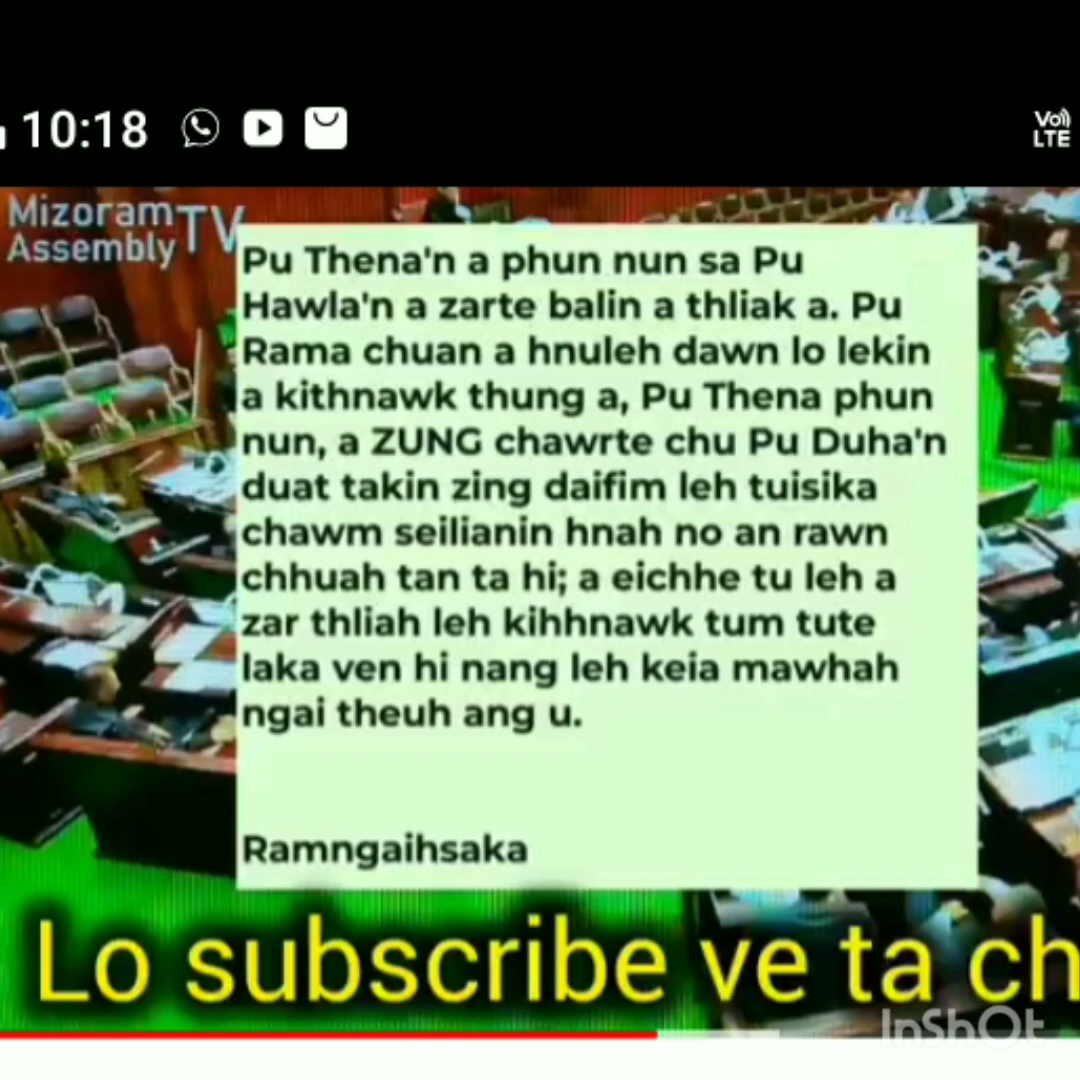 10:18
Vo))
LTE
Mizoram
Assembly TV
Pu Thena'n a phun nun sa Pu
Hawla'n a zarte balin a thliak a. Pu
Rama chuan a hnuleh dawn lo lekin
a kithnawk thung a, Pu Thena phun
nun, a ZUNG chawrte chu Pu Duha'n
duat takin zing daifim leh tuisika
chawm seilianin hnah no an rawn
chhuah tan ta hi; a eichhe tu leh a
zar thliah leh kihhnawk tum tute
laka ven hi nang leh keia mawhah
ngai theuh ang u.
Ramngaihsaka
Lo subscribe ve ta ch
InShOt